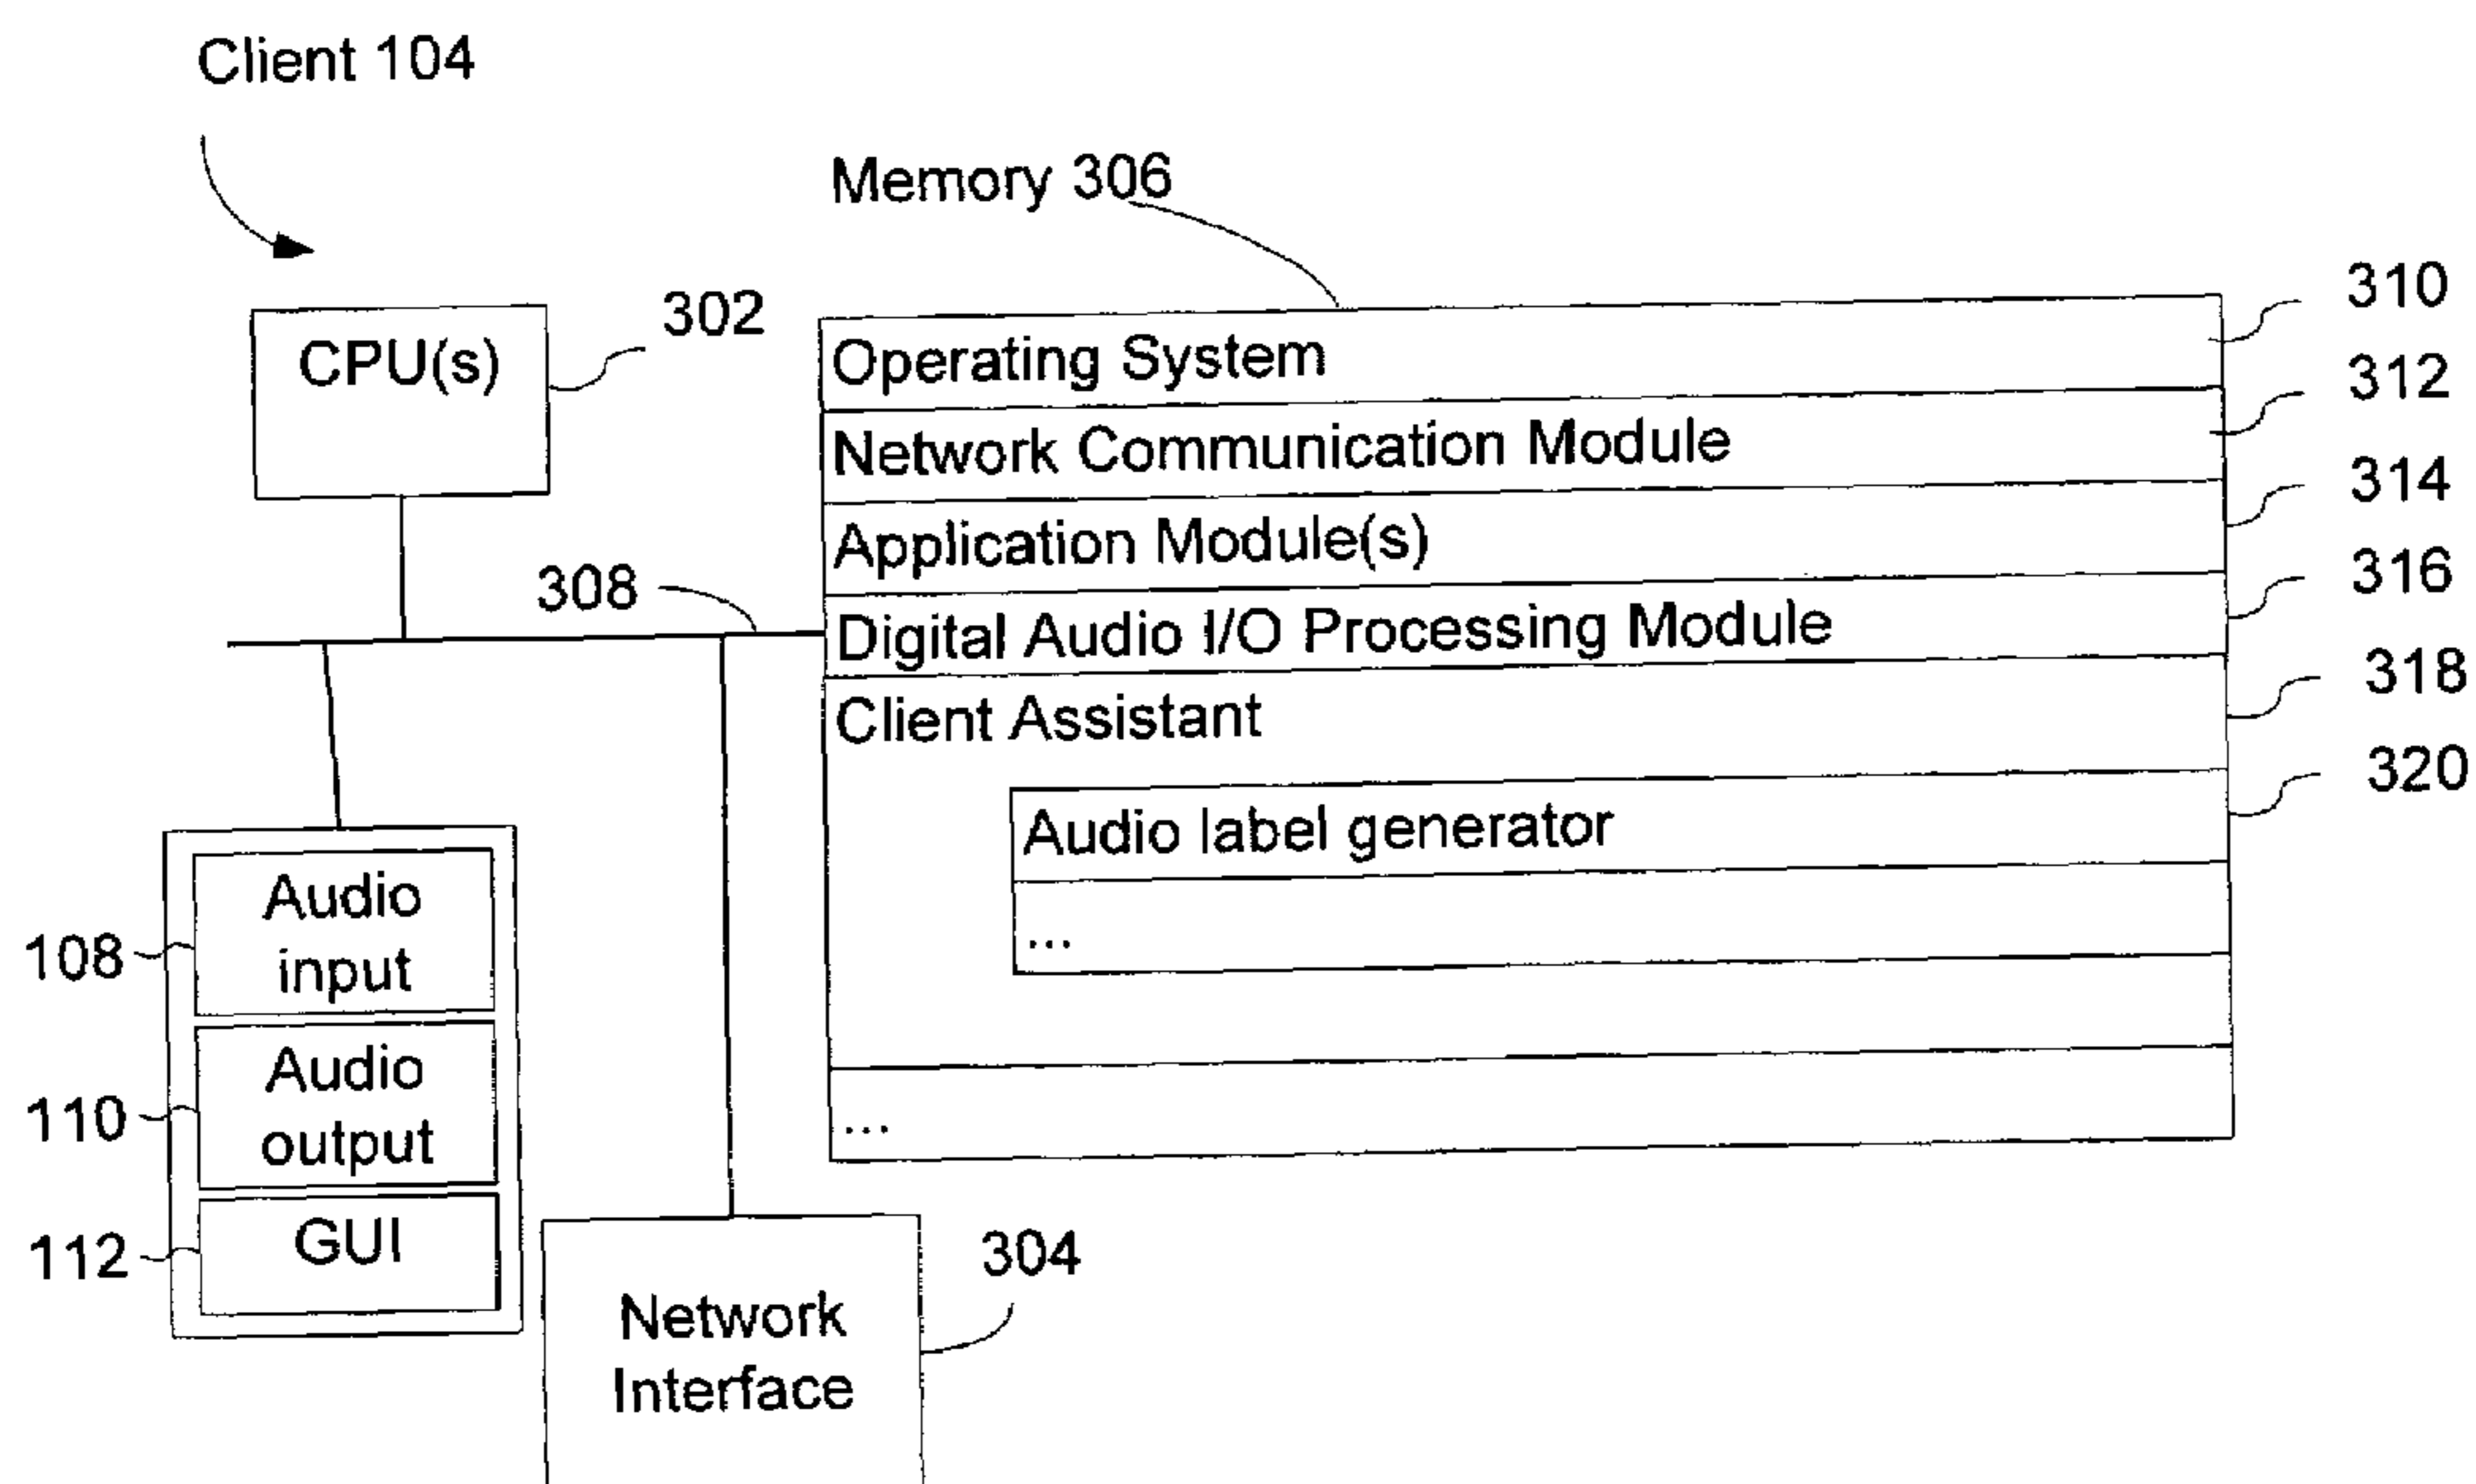 Client 104
Memory 306
CPU(s)
302
308
Operating System
310
Network Communication Module
312
Application Module(s)
314
Digital Audio I/O Processing Module
316
Client Assistant
318
Audio label generator
320
...
...
Audio
input
108
Audio
output
110
GUI
112
Network
Interface
304